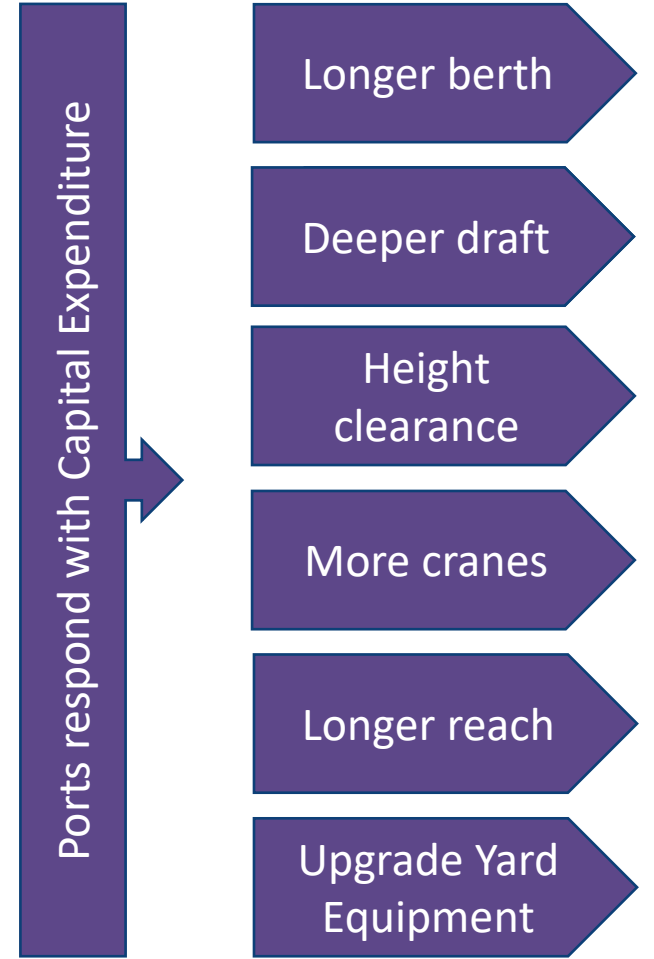 Ports respond with Capital Expenditure
Longer berth
Deeper draft
Height
clearance
More cranes
Longer reach
Upgrade Yard
Equipment